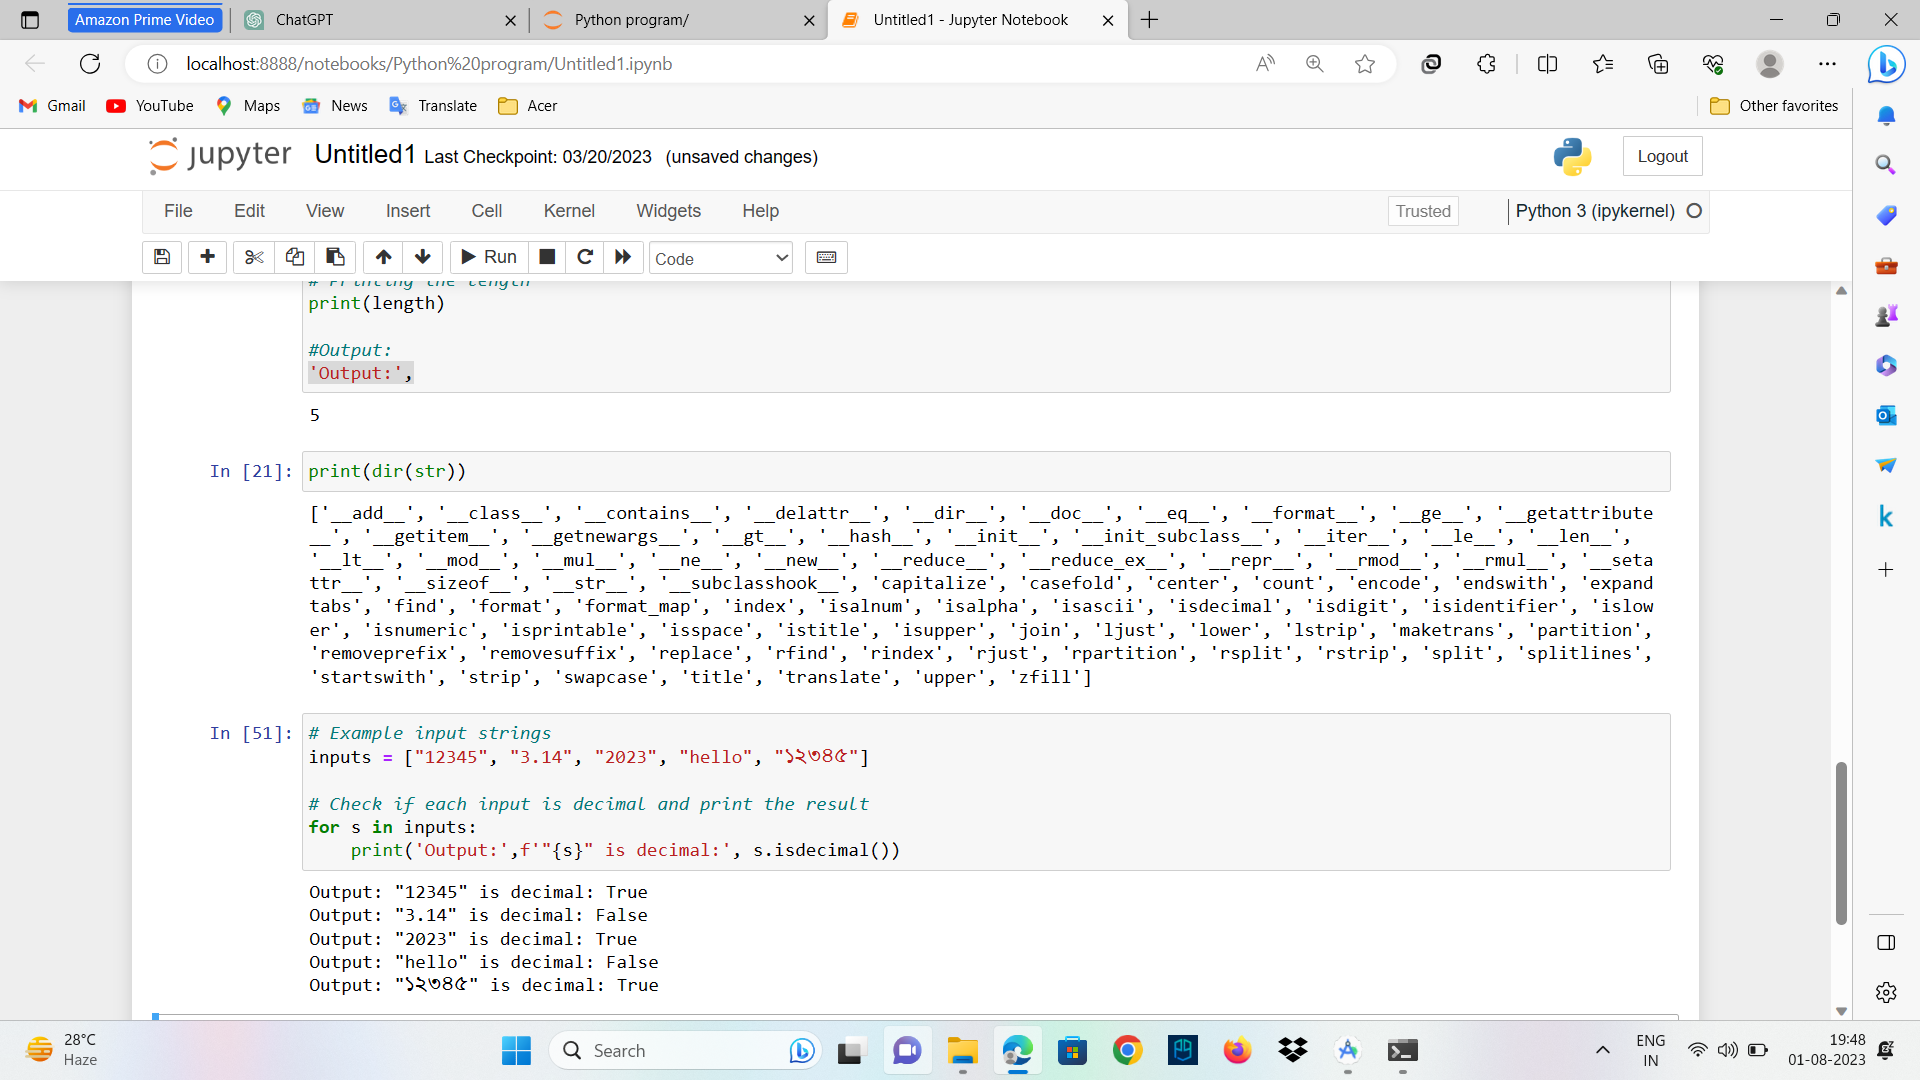 Amazon Prime Video
ChatGPT
Python program/
Untitled1 - Jupyter Notebook
localhost:8888/notebooks/Python%20program/Untitled1.ipynb
Gmail
YouTube
Maps
News
Translate
Acer
Other favorites
jupyter
Untitled1 Last Checkpoint: 03/20/2023 (unsaved changes)
Logout
File Edit View Insert Cell Kernel Widgets Help
Trusted
Python 3 (ipykernel)
Run
Code
# Printing the length
print(length)
#Output:
'Output:',
5
In [21]: print(dir(str))
['__add__', '__class__', '__contains__', '__delattr__', '__dir__', '__doc__', '__eq__', '__format__', '__ge__', '__getattribute
__', '__getitem__', '__getnewargs__', '__gt__', '__hash__', '__init__', '__init_subclass__', '__iter__', '__le__', '__len__',
'__lt__', '__mod__', '__mul__', '__ne__', '__new__', '__reduce__', '__reduce_ex__', '__repr__', '__rmod__', '__rmul__', '__seta
ttr__', '__sizeof__', '__str__', '__subclasshook__', 'capitalize', 'casefold', 'center', 'count', 'encode', 'endswith', 'expand
tabs', 'find', 'format', 'format_map', 'index', 'isalnum', 'isalpha', 'isascii', 'isdecimal', 'isdigit', 'isidentifier', 'islow
er', 'isnumeric', 'isprintable', 'isspace', 'istitle', 'isupper', 'join', 'ljust', 'lower', 'lstrip', 'maketrans', 'partition',
'removeprefix', 'removesuffix', 'replace', 'rfind', 'rindex', 'rjust', 'rpartition', 'rsplit', 'rstrip', 'split', 'splitlines',
'startswith', 'strip', 'swapcase', 'title', 'translate', 'upper', 'zfill']
In [51]: # Example input strings
inputs = ["12345", "3.14", "2023", "hello", "১২৩৪৫"]
# Check if each input is decimal and print the result
for s in inputs:
    print('Output:',f'"{s}" is decimal:', s.isdecimal())
Output: "12345" is decimal: True
Output: "3.14" is decimal: False
Output: "2023" is decimal: True
Output: "hello" is decimal: False
Output: "১২৩৪৫" is decimal: True
28°C
Haze
Search
ENG
IN
19:48
01-08-2023